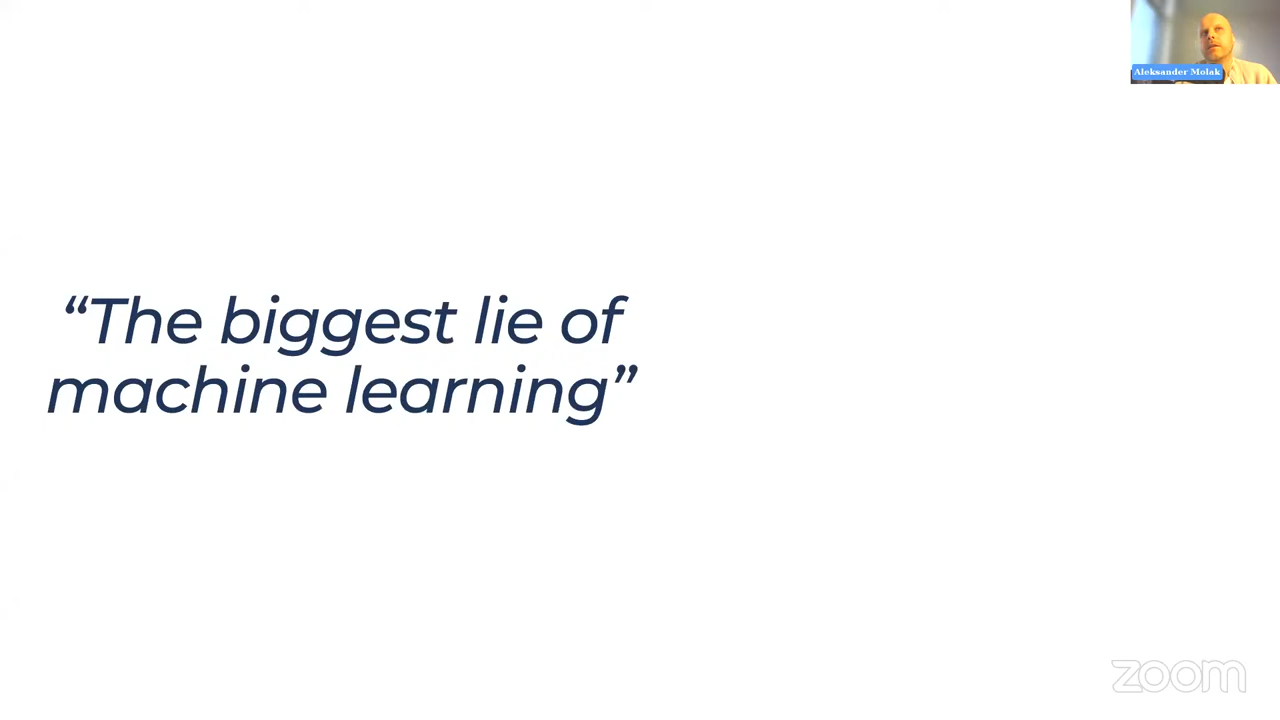 Aleksander Molak
“The biggest lie of
machine learning”
zoom